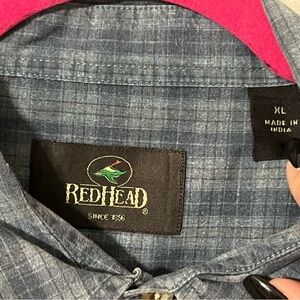 REDHEAD
®
SINCE 1856
XL
MADE IN
INDIA